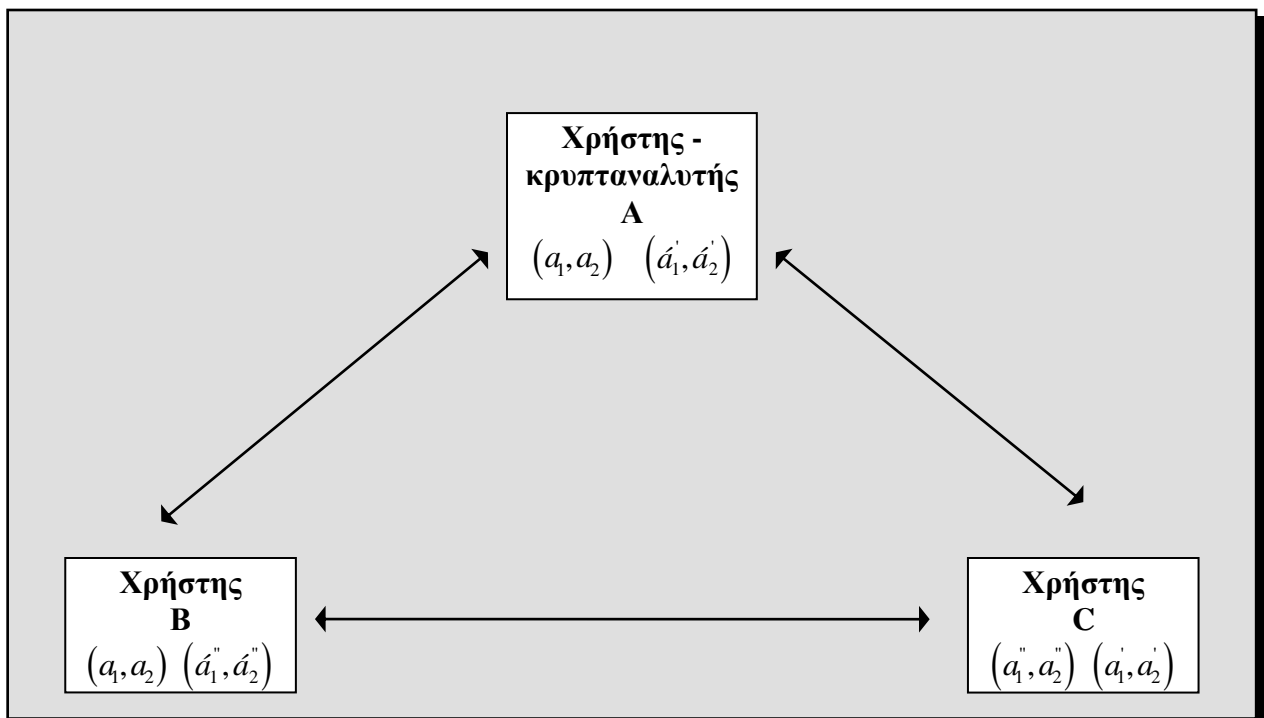 Χρήστης -
κρυπταναλυτής
Α
(a₁,a₂) (á₁',á₂')
Χρήστης
Β
(a₁,a₂) (á₁",á₂")
Χρήστης
C
(a₁",a₂") (a₁',a₂')